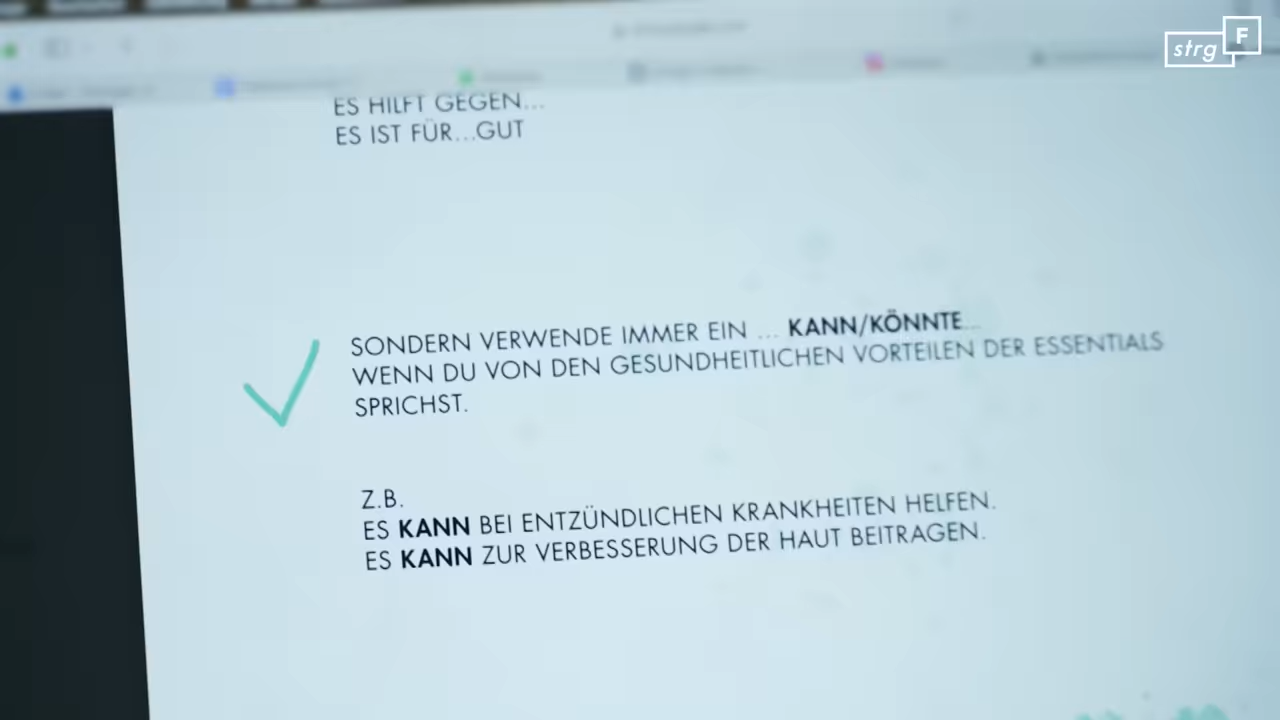 strg F
ES HILFT GEGEN...
ES IST FÜR...GUT
SONDERN VERWENDE IMMER EIN ... KANN/KÖNNTE...
WENN DU VON DEN GESUNDHEITLICHEN VORTEILEN DER ESSENTIALS
SPRICHST.
Z.B.
ES KANN BEI ENTZÜNDLICHEN KRANKHEITEN HELFEN.
ES KANN ZUR VERBESSERUNG DER HAUT BEITRAGEN.